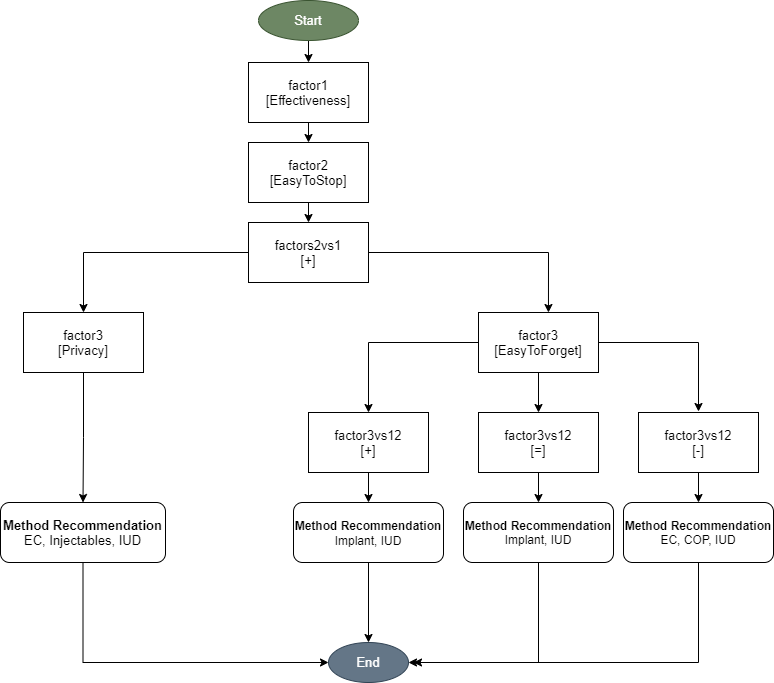 Start
factor1
[Effectiveness]
factor2
[EasyToStop]
factors2vs1
[+]
factor3
[Privacy]
factor3
[EasyToForget]
factor3vs12
[+]
factor3vs12
[=]
factor3vs12
[-]
Method Recommendation
EC, Injectables, IUD
Method Recommendation
Implant, IUD
Method Recommendation
Implant, IUD
Method Recommendation
EC, COP, IUD
End